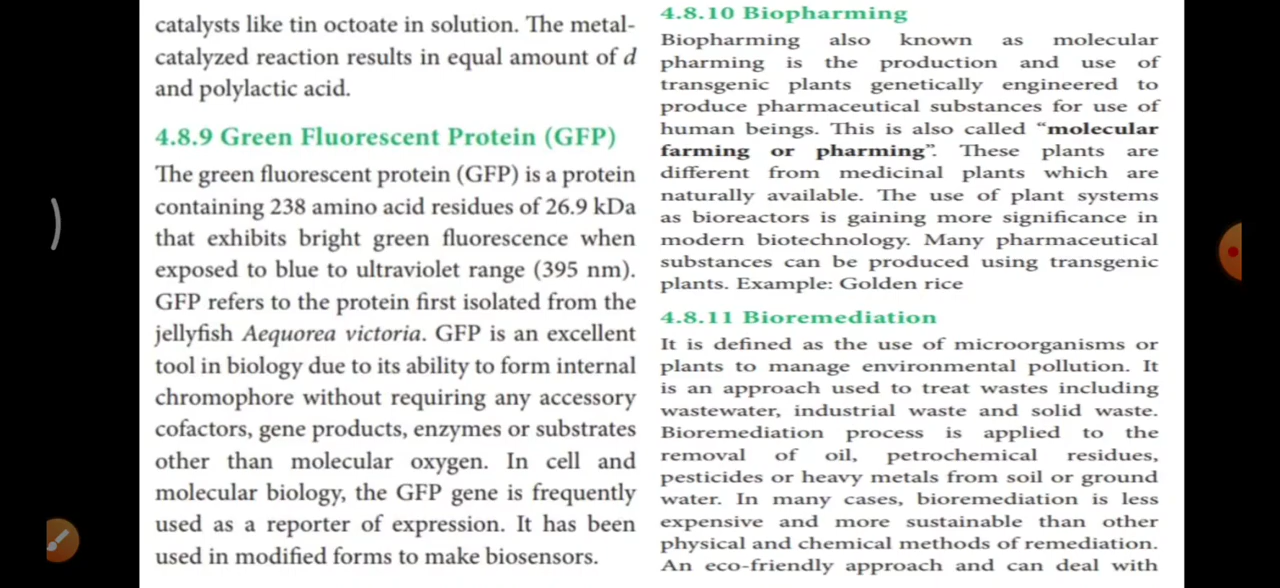 catalysts like tin octoate in solution. The metal-
catalyzed reaction results in equal amount of d
and polylactic acid.
4.8.9 Green Fluorescent Protein (GFP)
The green fluorescent protein (GFP) is a protein
containing 238 amino acid residues of 26.9 kDa
that exhibits bright green fluorescence when
exposed to blue to ultraviolet range (395 nm).
GFP refers to the protein first isolated from the
jellyfish Aequorea victoria. GFP is an excellent
tool in biology due to its ability to form internal
chromophore without requiring any accessory
cofactors, gene products, enzymes or substrates
other than molecular oxygen. In cell and
molecular biology, the GFP gene is frequently
used as a reporter of expression. It has been
used in modified forms to make biosensors.
4.8.10 Biopharming
Biopharming also known as molecular
pharming is the production and use of
transgenic plants genetically engineered to
produce pharmaceutical substances for use of
human beings. This is also called “molecular
farming or pharming”. These plants are
different from medicinal plants which are
naturally available. The use of plant systems
as bioreactors is gaining more significance in
modern biotechnology. Many pharmaceutical
substances can be produced using transgenic
plants. Example: Golden rice
4.8.11 Bioremediation
It is defined as the use of microorganisms or
plants to manage environmental pollution. It
is an approach used to treat wastes including
wastewater, industrial waste and solid waste.
Bioremediation process is applied to the
removal of oil, petrochemical residues,
pesticides or heavy metals from soil or ground
water. In many cases, bioremediation is less
expensive and more sustainable than other
physical and chemical methods of remediation.
An eco-friendly approach and can deal with